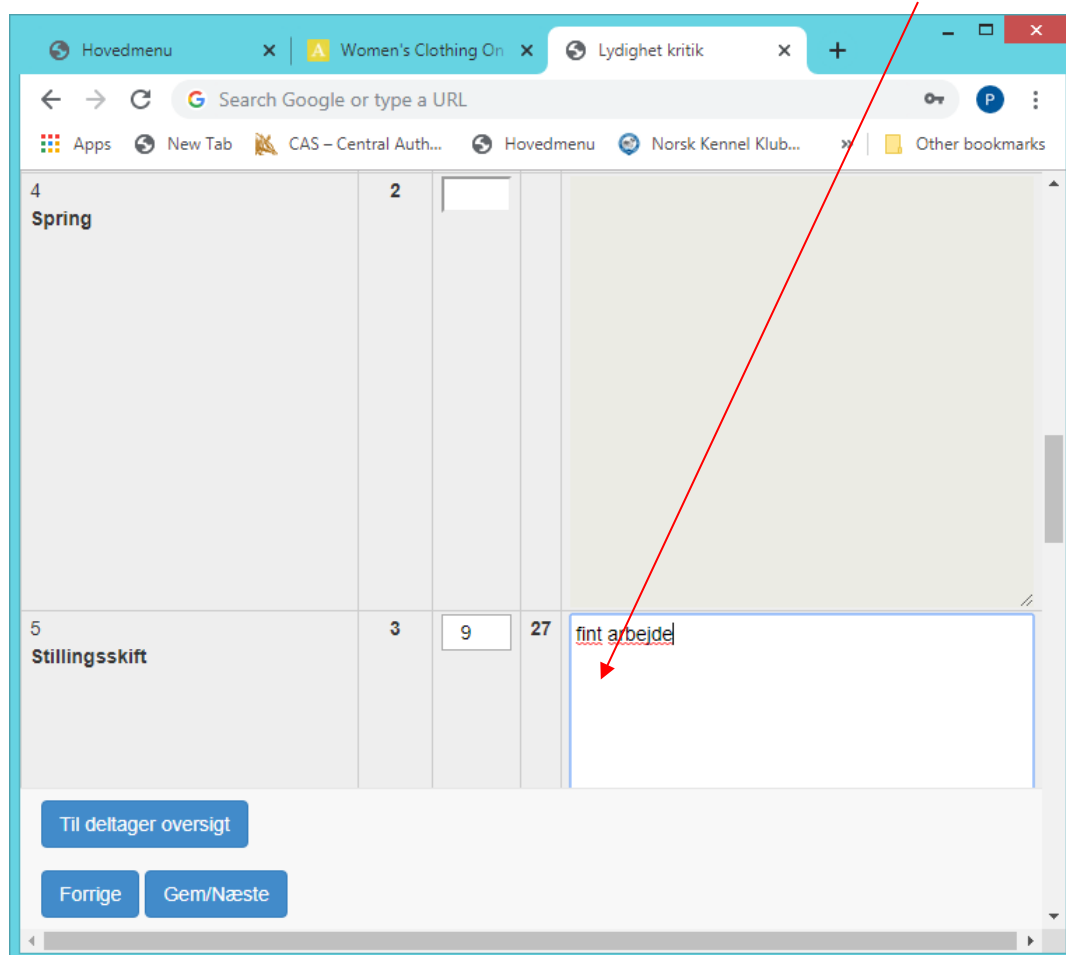 Hovedmenu
Women's Clothing On
Lydighet kritik
Search Google or type a URL
P
Apps
New Tab
CAS – Central Auth...
Hovedmenu
Norsk Kennel Klub...
»
Other bookmarks
4 2
Spring
5 3 9 27 fint arbejde
Stillingsskift
Til deltager oversigt
Forrige
Gem/Næste